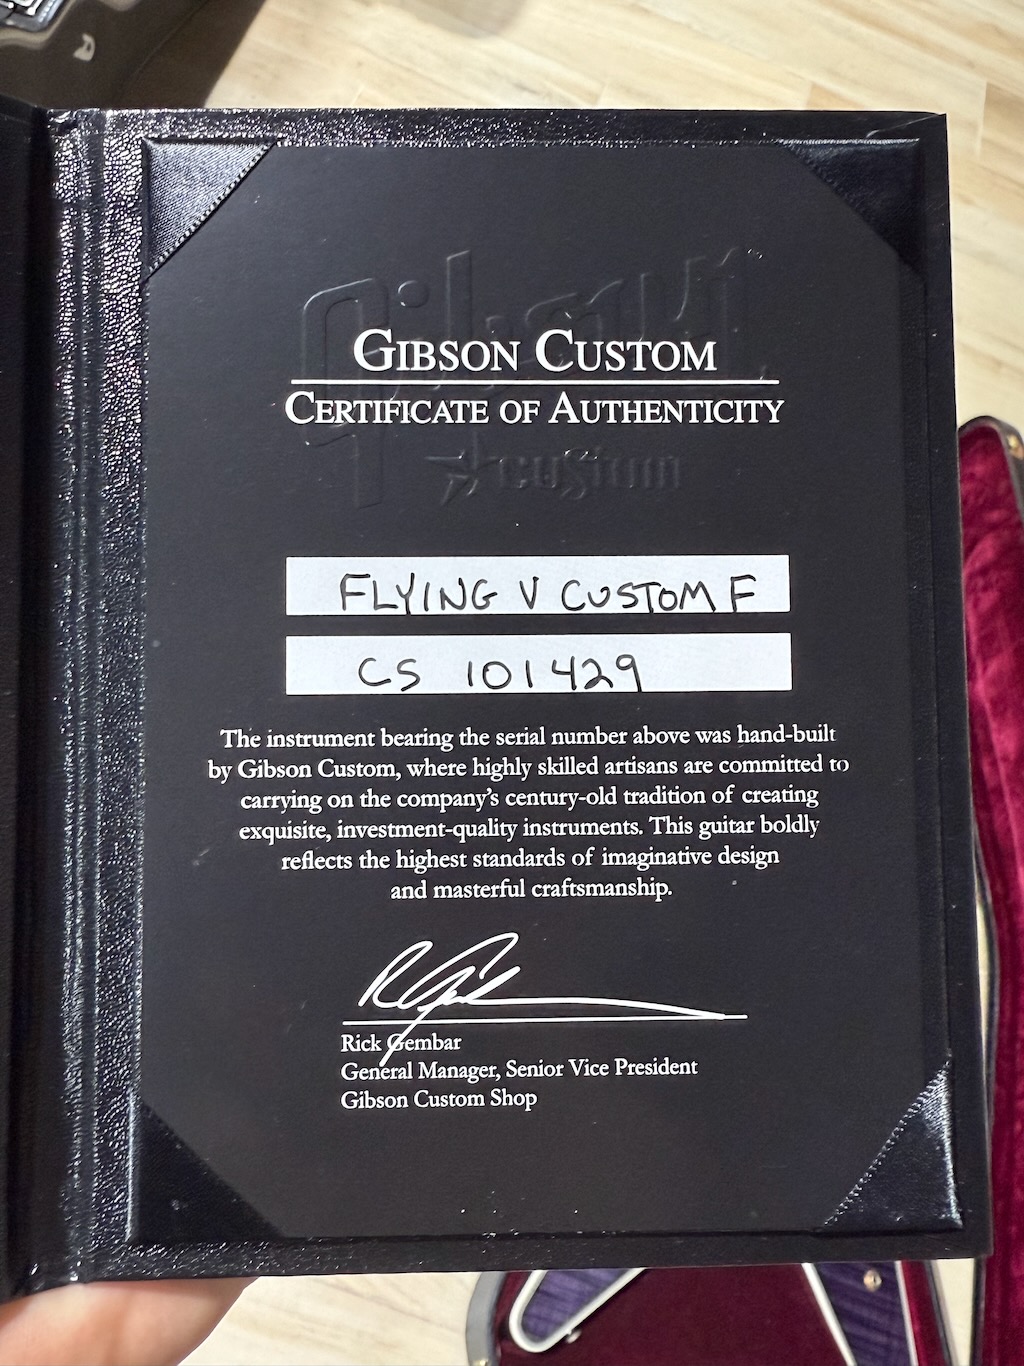 Gibson
Custom
GIBSON CUSTOM
CERTIFICATE OF AUTHENTICITY
FLYING V CUSTOM F
CS 101429
The instrument bearing the serial number above was hand-built
by Gibson Custom, where highly skilled artisans are committed to
carrying on the company's century-old tradition of creating
exquisite, investment-quality instruments. This guitar boldly
reflects the highest standards of imaginative design
and masterful craftsmanship.
Rick Gembar
General Manager, Senior Vice President
Gibson Custom Shop